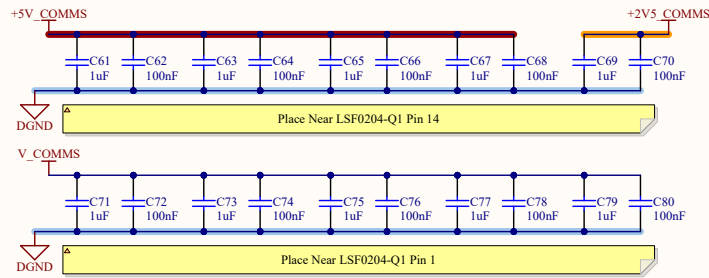 +5V_COMMS +2V5_COMMS
C61 C62 C63 C64 C65 C66 C67 C68 C69 C70
1uF 100nF 1uF 100nF 1uF 100nF 1uF 100nF 1uF 100nF
DGND
Place Near LSF0204-Q1 Pin 14
V_COMMS
C71 C72 C73 C74 C75 C76 C77 C78 C79 C80
1uF 100nF 1uF 100nF 1uF 100nF 1uF 100nF 1uF 100nF
DGND
Place Near LSF0204-Q1 Pin 1